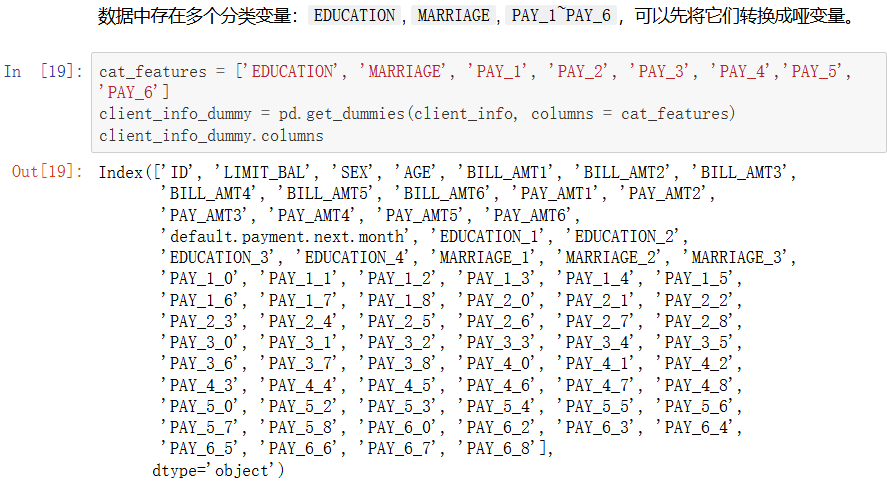 数据中存在多个分类变量：EDUCATION，MARRIAGE，PAY_1~PAY_6，可以先将它们转换成哑变量。
In [19]: cat_features = ['EDUCATION', 'MARRIAGE', 'PAY_1', 'PAY_2', 'PAY_3', 'PAY_4','PAY_5',
'PAY_6']
client_info_dummy = pd.get_dummies(client_info, columns = cat_features)
client_info_dummy.columns
Out[19]: Index(['ID', 'LIMIT_BAL', 'SEX', 'AGE', 'BILL_AMT1', 'BILL_AMT2', 'BILL_AMT3',
'BILL_AMT4', 'BILL_AMT5', 'BILL_AMT6', 'PAY_AMT1', 'PAY_AMT2',
'PAY_AMT3', 'PAY_AMT4', 'PAY_AMT5', 'PAY_AMT6',
'default.payment.next.month', 'EDUCATION_1', 'EDUCATION_2',
'EDUCATION_3', 'EDUCATION_4', 'MARRIAGE_1', 'MARRIAGE_2', 'MARRIAGE_3',
'PAY_1_0', 'PAY_1_1', 'PAY_1_2', 'PAY_1_3', 'PAY_1_4', 'PAY_1_5',
'PAY_1_6', 'PAY_1_7', 'PAY_1_8', 'PAY_2_0', 'PAY_2_1', 'PAY_2_2',
'PAY_2_3', 'PAY_2_4', 'PAY_2_5', 'PAY_2_6', 'PAY_2_7', 'PAY_2_8',
'PAY_3_0', 'PAY_3_1', 'PAY_3_2', 'PAY_3_3', 'PAY_3_4', 'PAY_3_5',
'PAY_3_6', 'PAY_3_7', 'PAY_3_8', 'PAY_4_0', 'PAY_4_1', 'PAY_4_2',
'PAY_4_3', 'PAY_4_4', 'PAY_4_5', 'PAY_4_6', 'PAY_4_7', 'PAY_4_8',
'PAY_5_0', 'PAY_5_2', 'PAY_5_3', 'PAY_5_4', 'PAY_5_5', 'PAY_5_6',
'PAY_5_7', 'PAY_5_8', 'PAY_6_0', 'PAY_6_2', 'PAY_6_3', 'PAY_6_4',
'PAY_6_5', 'PAY_6_6', 'PAY_6_7', 'PAY_6_8'],
dtype='object')